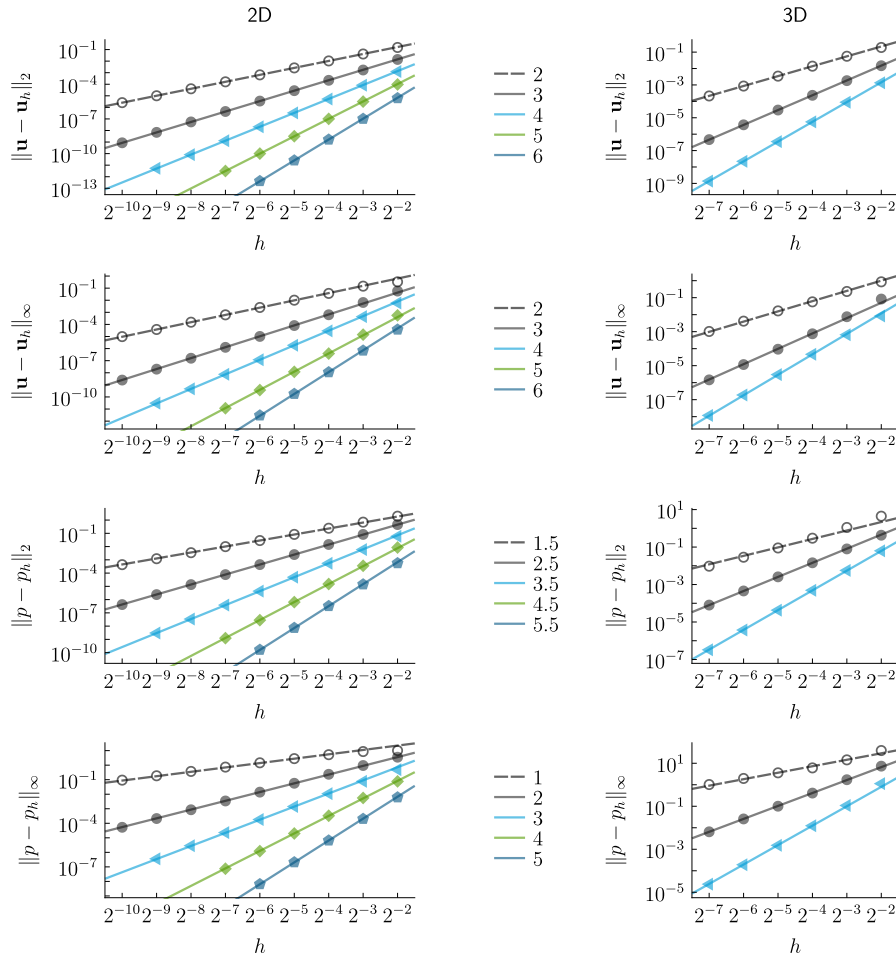 2D 3D
10^{-1}
10^{-4}
10^{-7}
10^{-10}
10^{-13}
‖u − u_h‖_2
2^{-10} 2^{-9} 2^{-8} 2^{-7} 2^{-6} 2^{-5} 2^{-4} 2^{-3} 2^{-2}
h
2
3
4
5
6
10^{-1}
10^{-3}
10^{-5}
10^{-7}
10^{-9}
‖u − u_h‖_2
2^{-7} 2^{-6} 2^{-5} 2^{-4} 2^{-3} 2^{-2}
h
10^{-1}
10^{-4}
10^{-7}
10^{-10}
‖u − u_h‖_∞
2^{-10} 2^{-9} 2^{-8} 2^{-7} 2^{-6} 2^{-5} 2^{-4} 2^{-3} 2^{-2}
h
2
3
4
5
6
10^{-1}
10^{-3}
10^{-5}
10^{-7}
‖u − u_h‖_∞
2^{-7} 2^{-6} 2^{-5} 2^{-4} 2^{-3} 2^{-2}
h
10^{-1}
10^{-4}
10^{-7}
10^{-10}
‖p − p_h‖_2
2^{-10} 2^{-9} 2^{-8} 2^{-7} 2^{-6} 2^{-5} 2^{-4} 2^{-3} 2^{-2}
h
1.5
2.5
3.5
4.5
5.5
10^{1}
10^{-1}
10^{-3}
10^{-5}
10^{-7}
‖p − p_h‖_2
2^{-7} 2^{-6} 2^{-5} 2^{-4} 2^{-3} 2^{-2}
h
10^{-1}
10^{-4}
10^{-7}
‖p − p_h‖_∞
2^{-10} 2^{-9} 2^{-8} 2^{-7} 2^{-6} 2^{-5} 2^{-4} 2^{-3} 2^{-2}
h
1
2
3
4
5
10^{1}
10^{-1}
10^{-3}
10^{-5}
‖p − p_h‖_∞
2^{-7} 2^{-6} 2^{-5} 2^{-4} 2^{-3} 2^{-2}
h